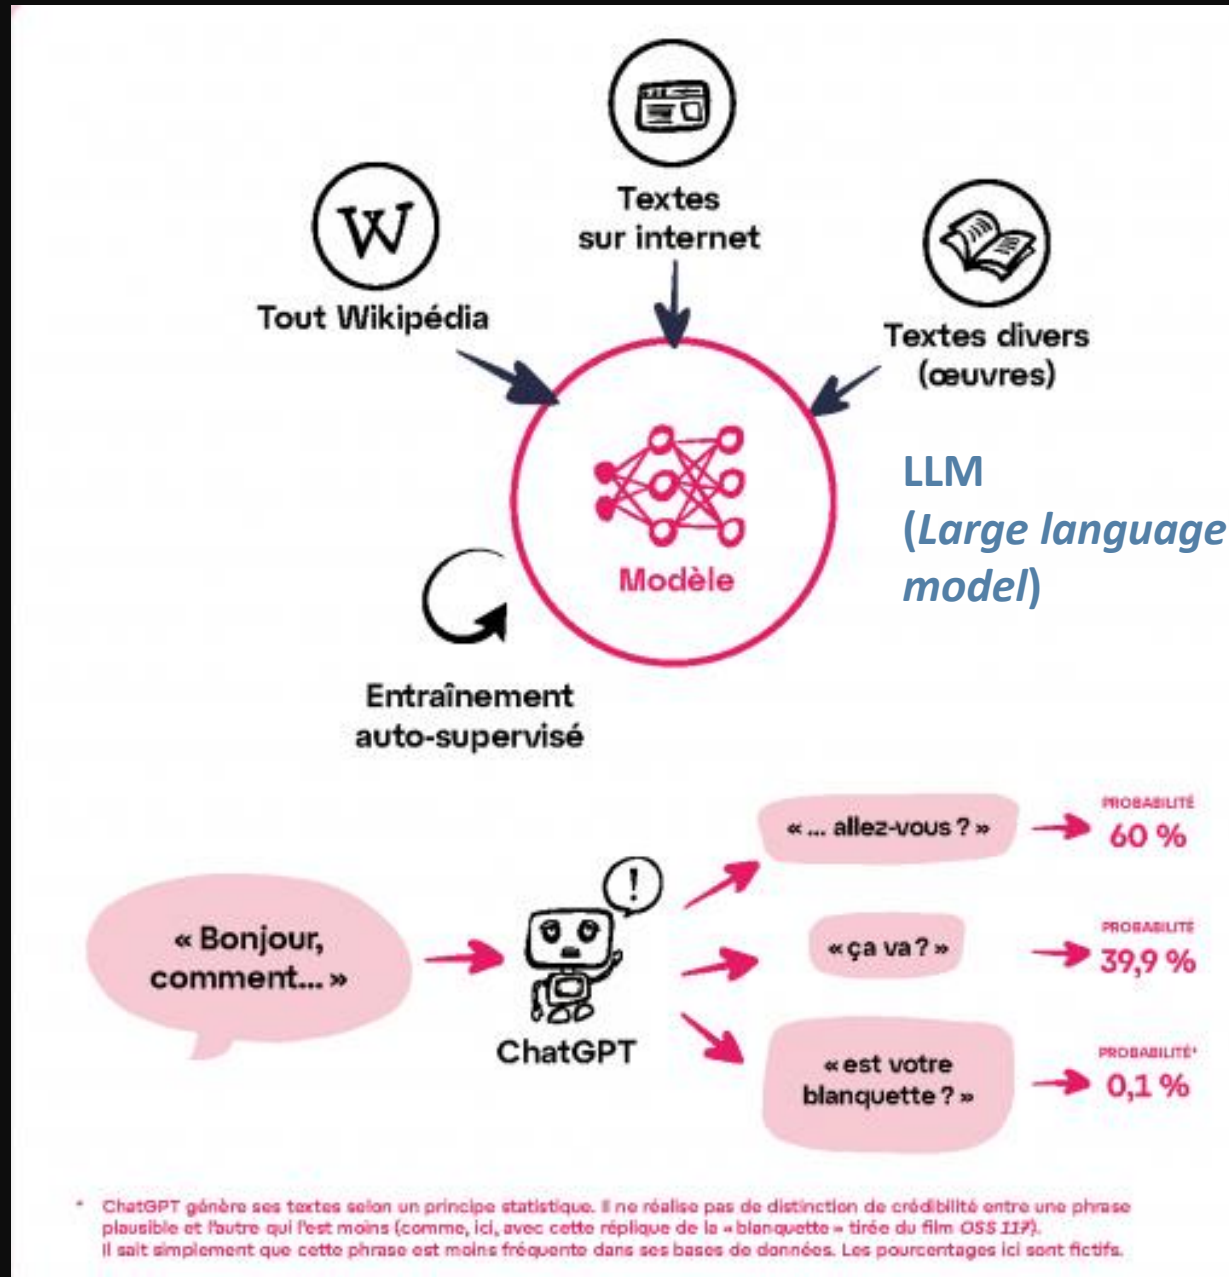 Textes
sur internet
W
Tout Wikipédia
Textes divers
(œuvres)
LLM
(Large language
model)
Modèle
Entraînement
auto-supervisé
« Bonjour,
comment... »
!
ChatGPT
« ... allez-vous ? »
PROBABILITÉ
60 %
« ça va ? »
PROBABILITÉ
39,9 %
« est votre
blanquette ? »
PROBABILITÉ*
0,1 %
* ChatGPT génère ses textes selon un principe statistique. Il ne réalise pas de distinction de crédibilité entre une phrase
plausible et l'autre qui l'est moins (comme, ici, avec cette réplique de la « blanquette » tirée du film OSS 117).
Il sait simplement que cette phrase est moins fréquente dans ses bases de données. Les pourcentages ici sont fictifs.